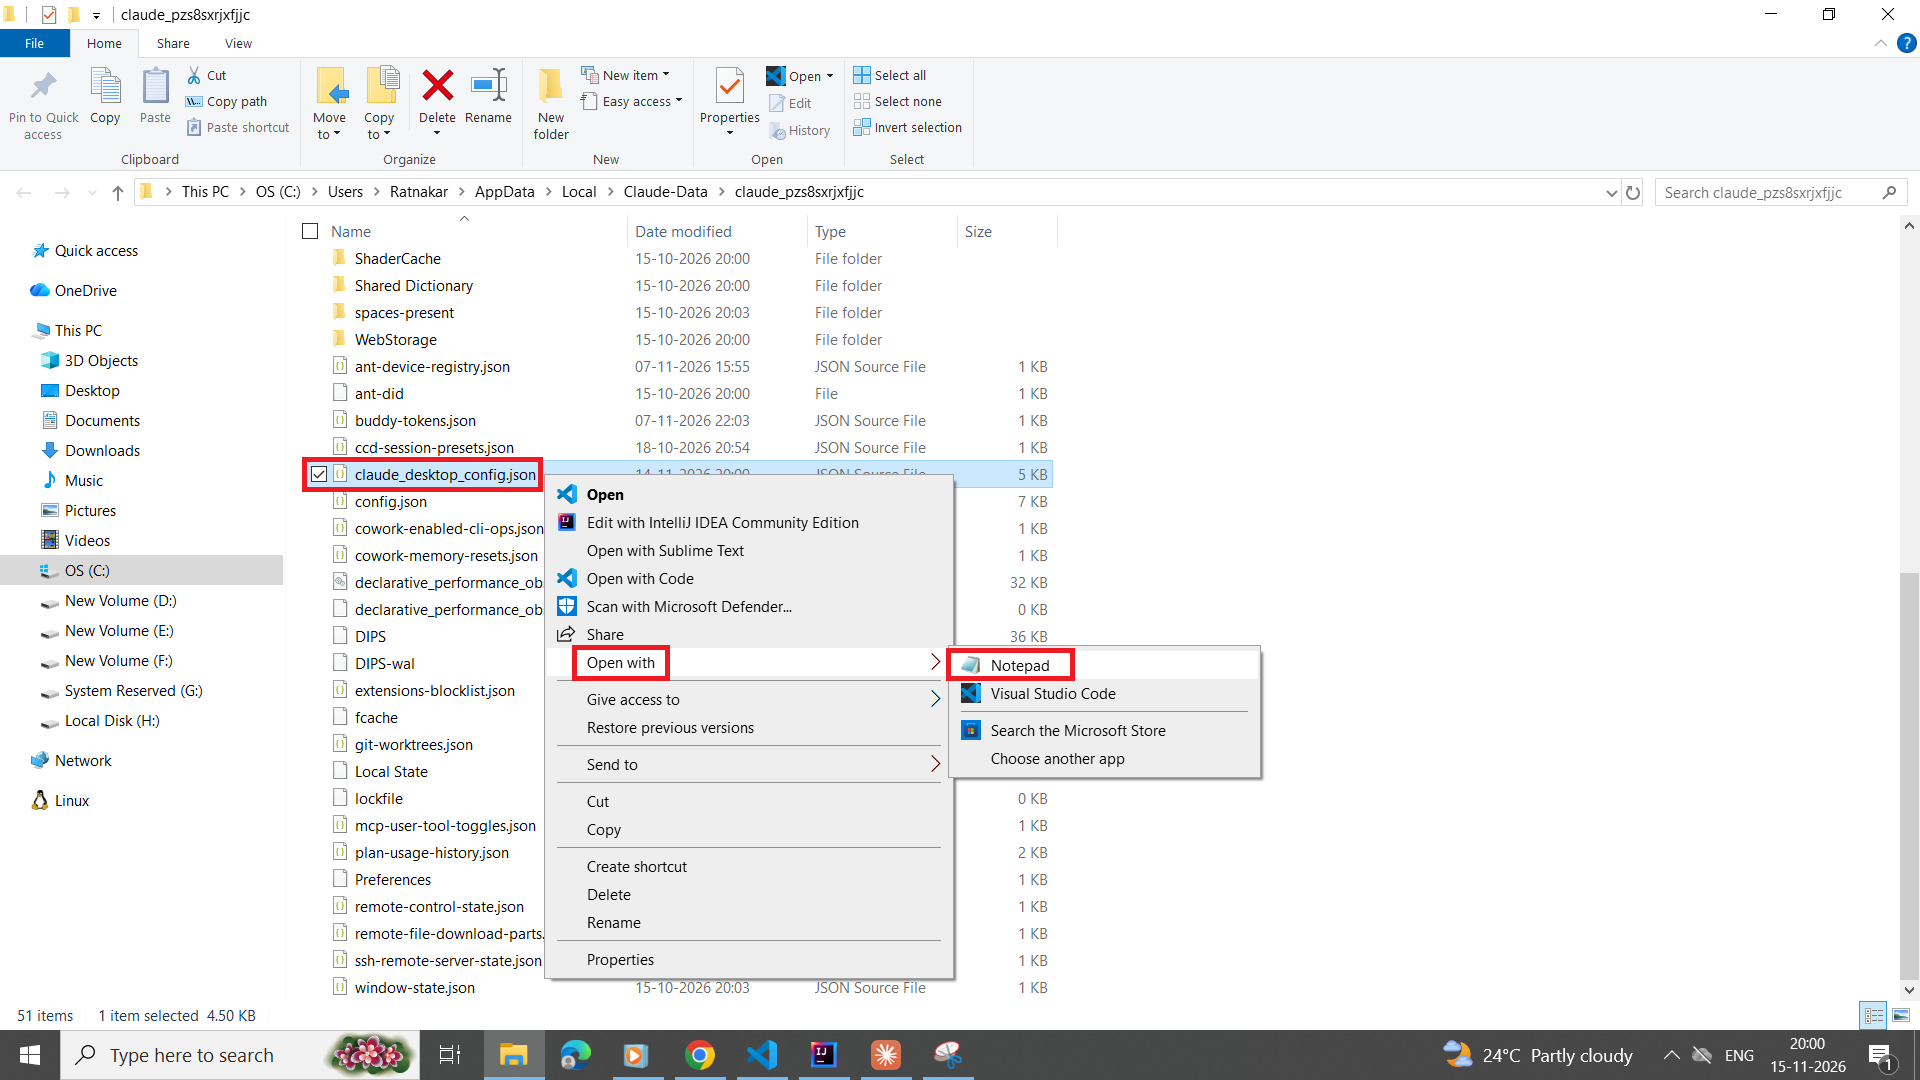 claude_pzs8sxrjxfjjc
File Home Share View
Pin to Quick access
Copy
Paste
Cut
Copy path
Paste shortcut
Clipboard
Move to
Copy to
Delete
Rename
Organize
New folder
New item
Easy access
New
Properties
Open
Edit
History
Open
Select all
Select none
Invert selection
Select
This PC > OS (C:) > Users > Ratnakar > AppData > Local > Claude-Data > claude_pzs8sxrjxfjjc
Search claude_pzs8sxrjxfjjc
Quick access
OneDrive
This PC
3D Objects
Desktop
Documents
Downloads
Music
Pictures
Videos
OS (C:)
New Volume (D:)
New Volume (E:)
New Volume (F:)
System Reserved (G:)
Local Disk (H:)
Network
Linux
Name Date modified Type Size
ShaderCache 15-10-2026 20:00 File folder
Shared Dictionary 15-10-2026 20:00 File folder
spaces-present 15-10-2026 20:03 File folder
WebStorage 15-10-2026 20:00 File folder
ant-device-registry.json 07-11-2026 15:55 JSON Source File 1 KB
ant-did 15-10-2026 20:00 File 1 KB
buddy-tokens.json 07-11-2026 22:03 JSON Source File 1 KB
ccd-session-presets.json 18-10-2026 20:54 JSON Source File 1 KB
claude_desktop_config.json 14-11-2026 20:09 JSON Source File 5 KB
config.json 7 KB
cowork-enabled-cli-ops.json 1 KB
cowork-memory-resets.json 1 KB
declarative_performance_ob 32 KB
declarative_performance_ob 0 KB
DIPS 36 KB
DIPS-wal
extensions-blocklist.json
fcache
git-worktrees.json
Local State
lockfile 0 KB
mcp-user-tool-toggles.json 1 KB
plan-usage-history.json 2 KB
Preferences 1 KB
remote-control-state.json 1 KB
remote-file-download-parts. 1 KB
ssh-remote-server-state.json 1 KB
window-state.json 15-10-2026 20:03 JSON Source File 1 KB
Open
Edit with IntelliJ IDEA Community Edition
Open with Sublime Text
Open with Code
Scan with Microsoft Defender...
Share
Open with
Give access to
Restore previous versions
Send to
Cut
Copy
Create shortcut
Delete
Rename
Properties
Notepad
Visual Studio Code
Search the Microsoft Store
Choose another app
51 items 1 item selected 4.50 KB
Type here to search
24°C Partly cloudy
ENG
20:00
15-11-2026
1